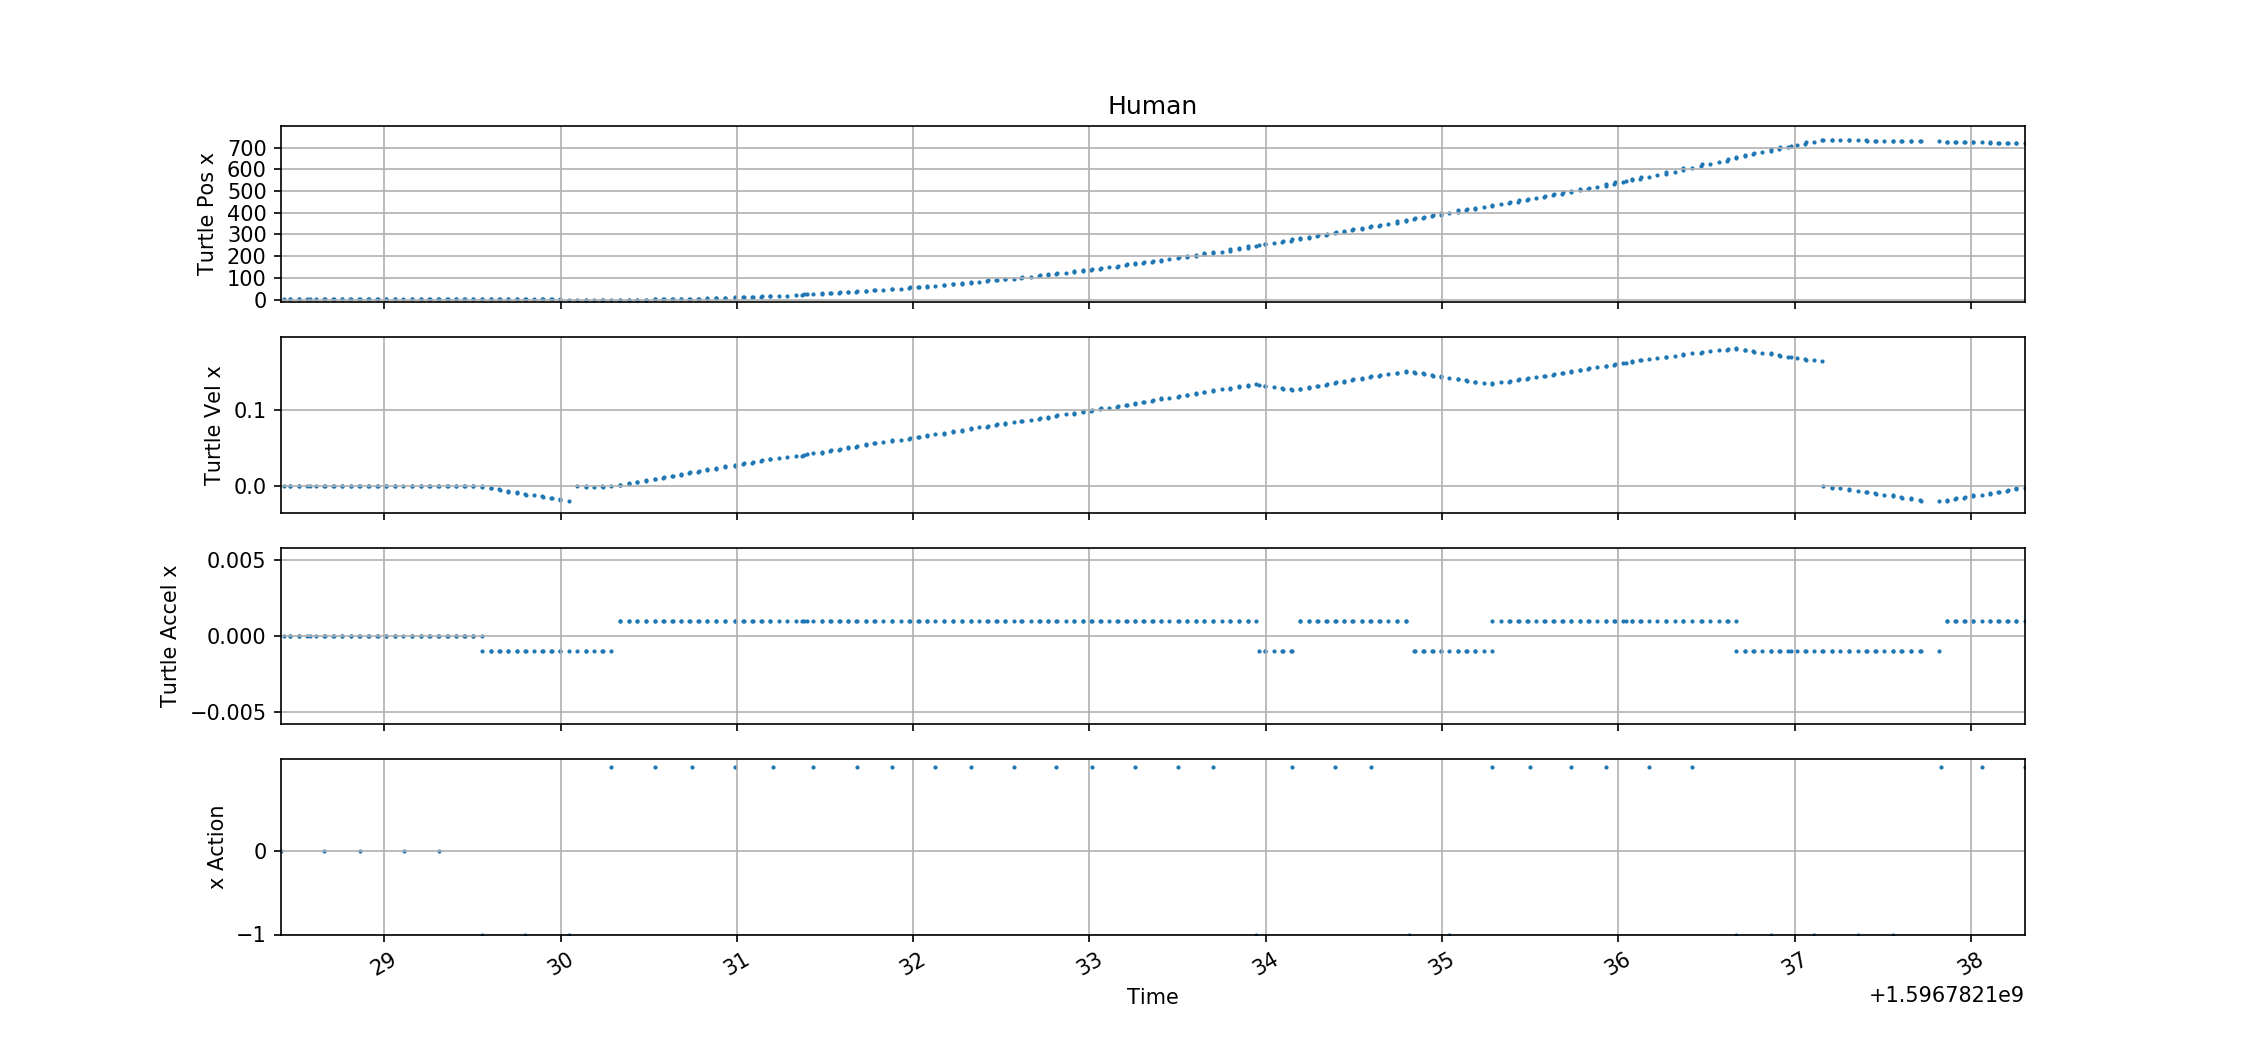 Human
Turtle Pos x
700
600
500
400
300
200
100
0
Turtle Vel x
0.1
0.0
Turtle Accel x
0.005
0.000
−0.005
x Action
0
−1
29 30 31 32 33 34 35 36 37 38
Time
+1.5967821e9